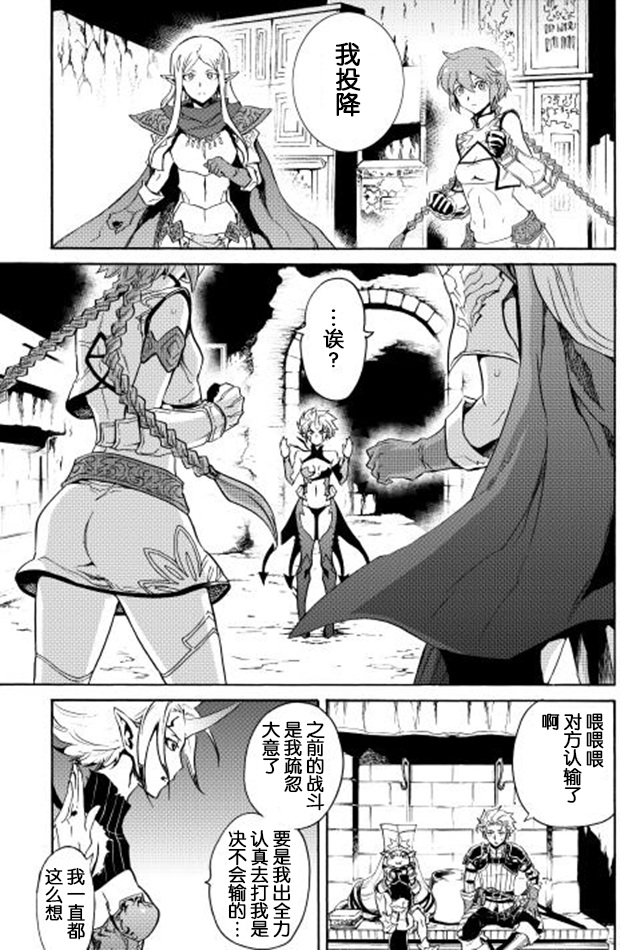 我投降
…诶？
喂喂喂
对方认输了
啊
之前的战斗
是我疏忽
大意了
要是我出全力
认真去打我是
决不会输的…
我一直都
这么想